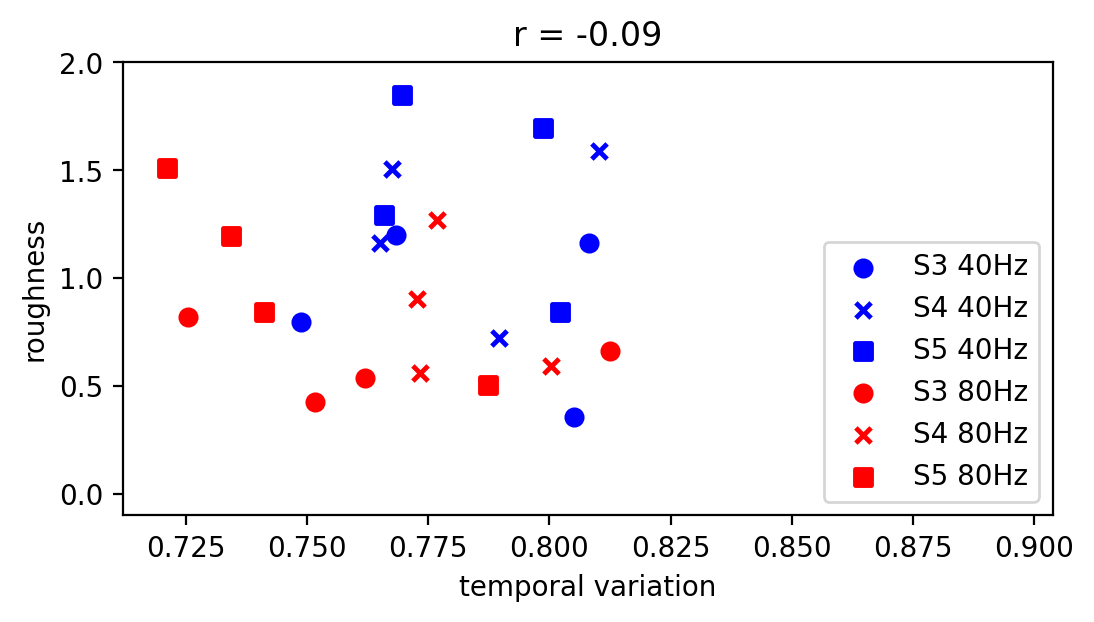 r = -0.09
roughness
2.0
1.5
1.0
0.5
0.0
S3 40Hz
S4 40Hz
S5 40Hz
S3 80Hz
S4 80Hz
S5 80Hz
0.725 0.750 0.775 0.800 0.825 0.850 0.875 0.900
temporal variation